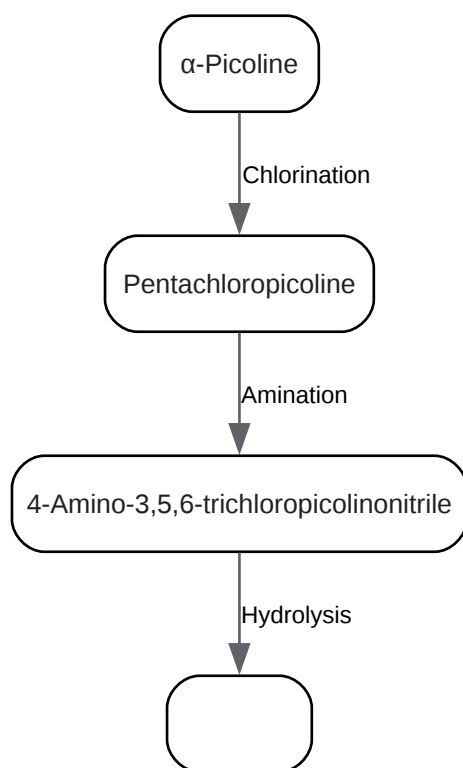 α-Picoline
Chlorination
Pentachloropicoline
Amination
4-Amino-3,5,6-trichloropicolinonitrile
Hydrolysis